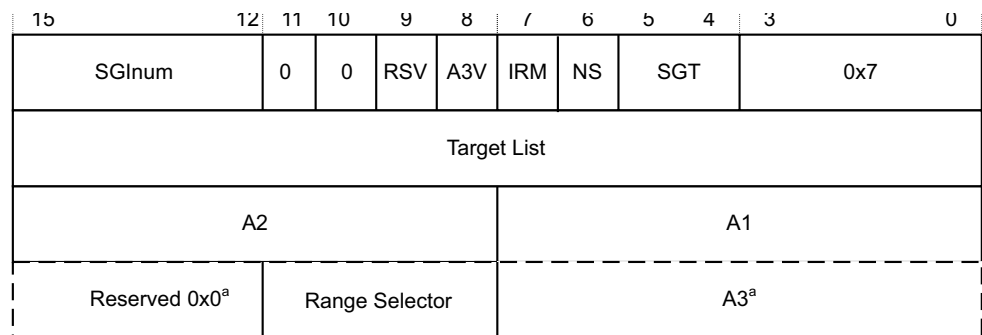 15 12 11 10 9 8 7 6 5 4 3 0
SGInum 0 0 RSV A3V IRM NS SGT 0x7
Target List
A2 A1
Reserved 0x0ᵃ Range Selector A3ᵃ